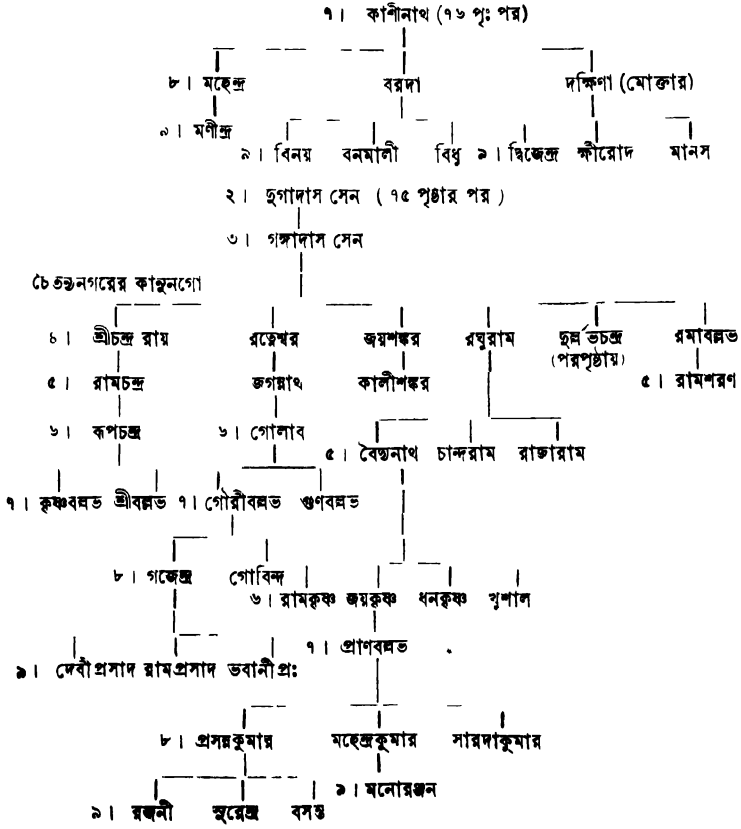 ৭। কাশীনাথ (১৬ পৃঃ পর)
৮। মহেন্দ্র বরদা দক্ষিণা (মোক্তার)
৯। মণীন্দ্র
৯। বিনয় বনমালী বিধু ৯। দ্বিজেন্দ্র ক্ষীরোদ মানস
২। দুর্গাদাস সেন (১৫ পৃষ্ঠার পর)
৩। গঙ্গাদাস সেন
চৈতন্যনগরের কানুনগো
৪। শ্রীচন্দ্র রায় রত্নেশ্বর জয়শঙ্কর রঘুরাম দুর্ল্লভচন্দ্র রমাবল্লভ
(পরপৃষ্ঠায়)
৫। রামচন্দ্র জগন্নাথ কালীশঙ্কর ৫। রামশরণ
৬। রূপচন্দ্র ৬। গোলাব
৫। বৈদ্যনাথ চান্দরাম রাজারাম
৭। কৃষ্ণবল্লভ শ্রীবল্লভ ৭। গৌরীবল্লভ গুণবল্লভ
৮। গজেন্দ্র গোবিন্দ
৬। রামকৃষ্ণ জয়কৃষ্ণ ধনকৃষ্ণ খুশাল
৭। প্রাণবল্লভ
৯। দেবীপ্রসাদ রামপ্রসাদ ভবানীপ্রঃ
৮। প্রসন্নকুমার মহেন্দ্রকুমার সারদাকুমার
৯। মনোরঞ্জন
৯। রজনী সুরেন্দ্র বসন্ত